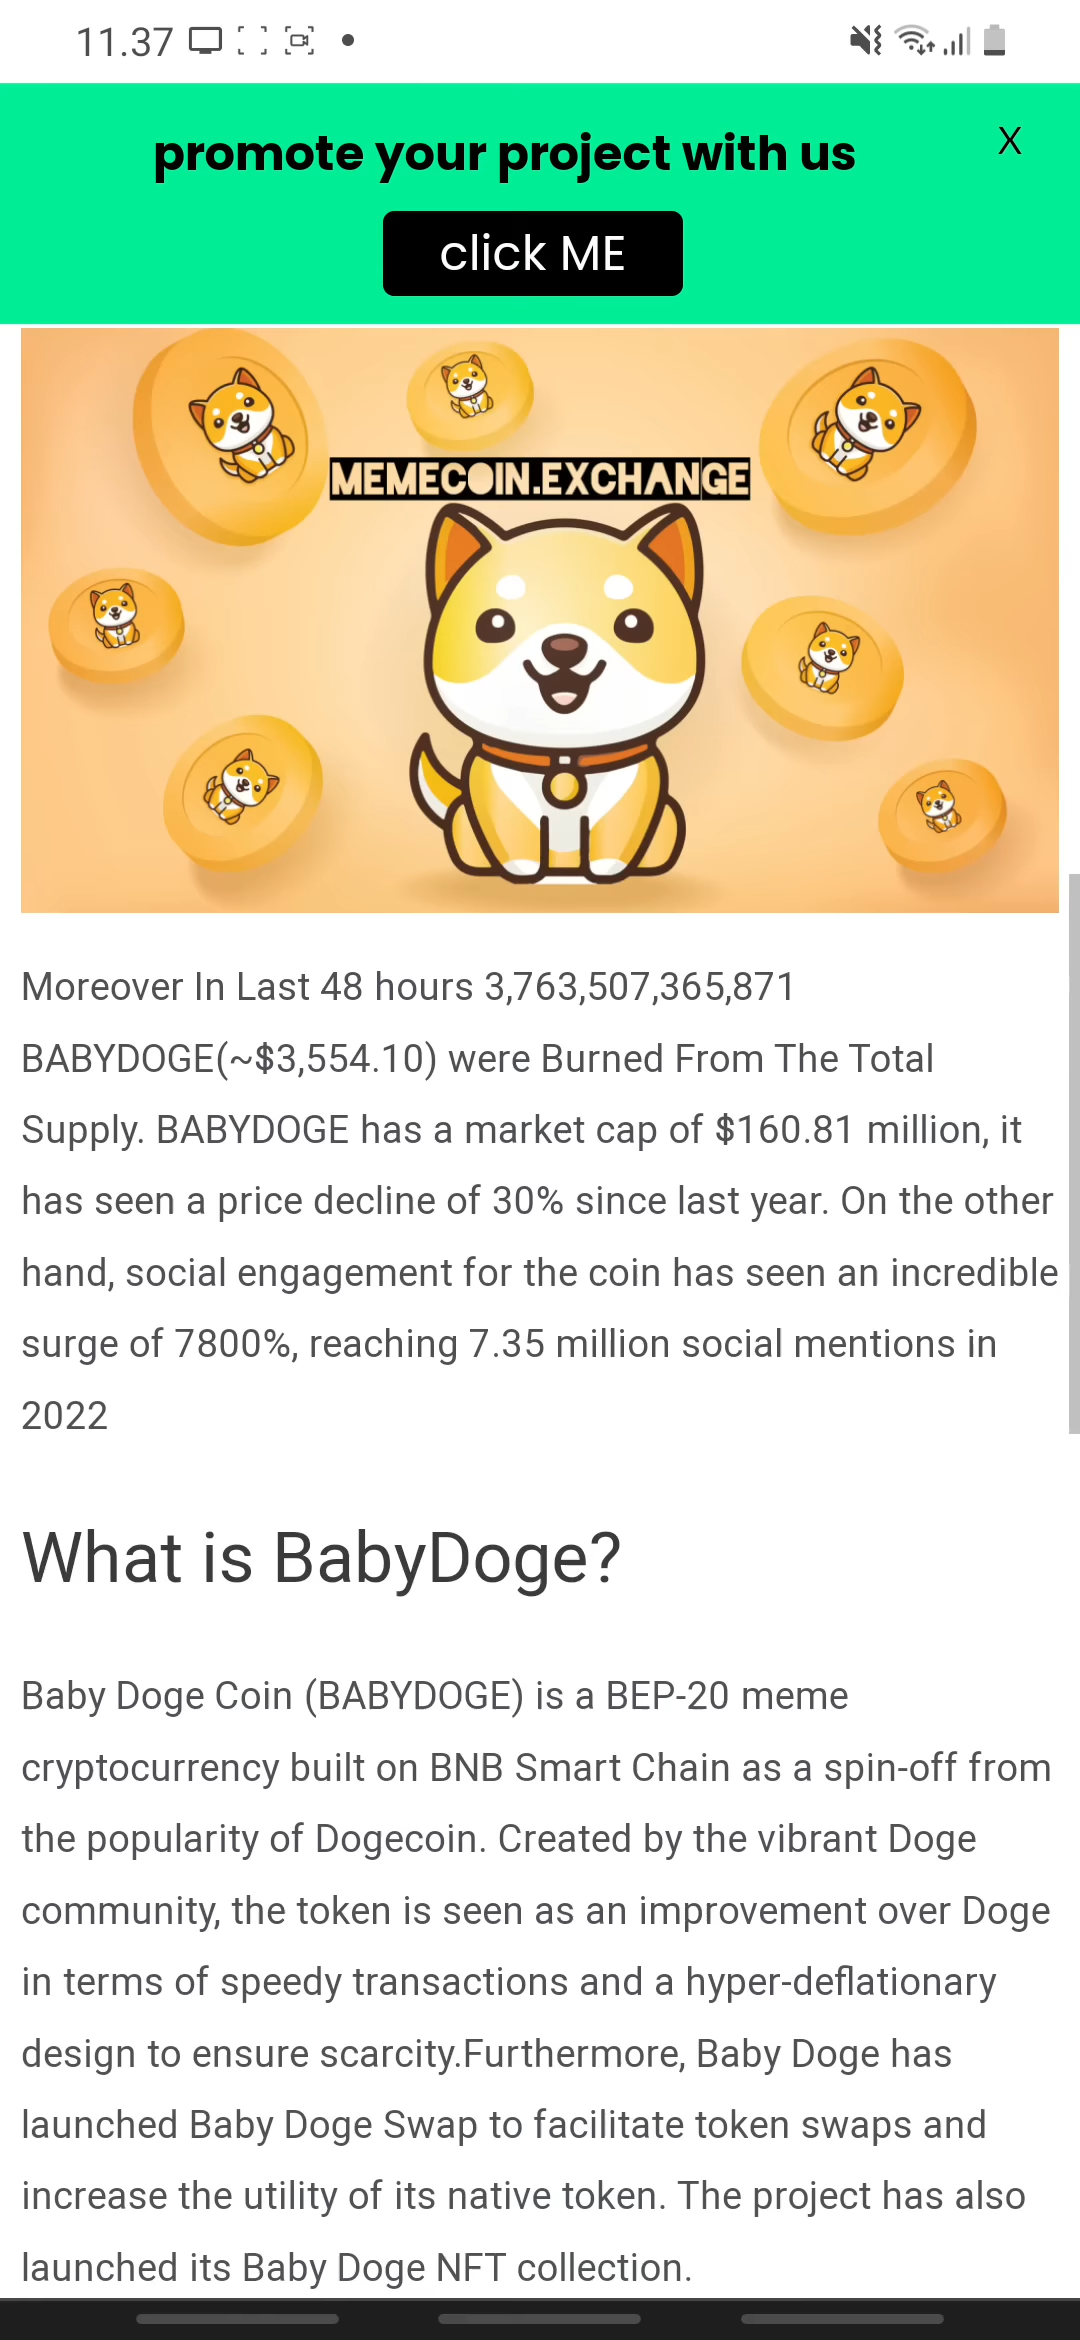 11.37
promote your project with us
X
click ME
MEMECOIN.EXCHANGE
Moreover In Last 48 hours 3,763,507,365,871
BABYDOGE(~$3,554.10) were Burned From The Total
Supply. BABYDOGE has a market cap of $160.81 million, it
has seen a price decline of 30% since last year. On the other
hand, social engagement for the coin has seen an incredible
surge of 7800%, reaching 7.35 million social mentions in
2022
What is BabyDoge?
Baby Doge Coin (BABYDOGE) is a BEP-20 meme
cryptocurrency built on BNB Smart Chain as a spin-off from
the popularity of Dogecoin. Created by the vibrant Doge
community, the token is seen as an improvement over Doge
in terms of speedy transactions and a hyper-deflationary
design to ensure scarcity.Furthermore, Baby Doge has
launched Baby Doge Swap to facilitate token swaps and
increase the utility of its native token. The project has also
launched its Baby Doge NFT collection.